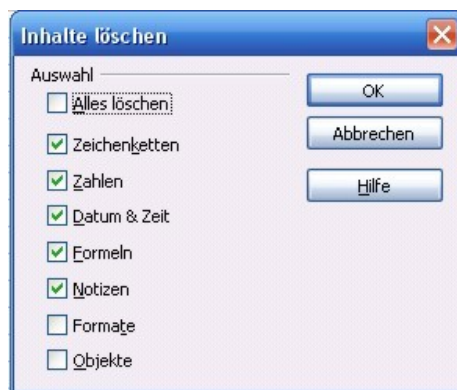 Inhalte löschen
Auswahl
Alles löschen
Zeichenketten
Zahlen
Datum & Zeit
Formeln
Notizen
Formate
Objekte
OK
Abbrechen
Hilfe